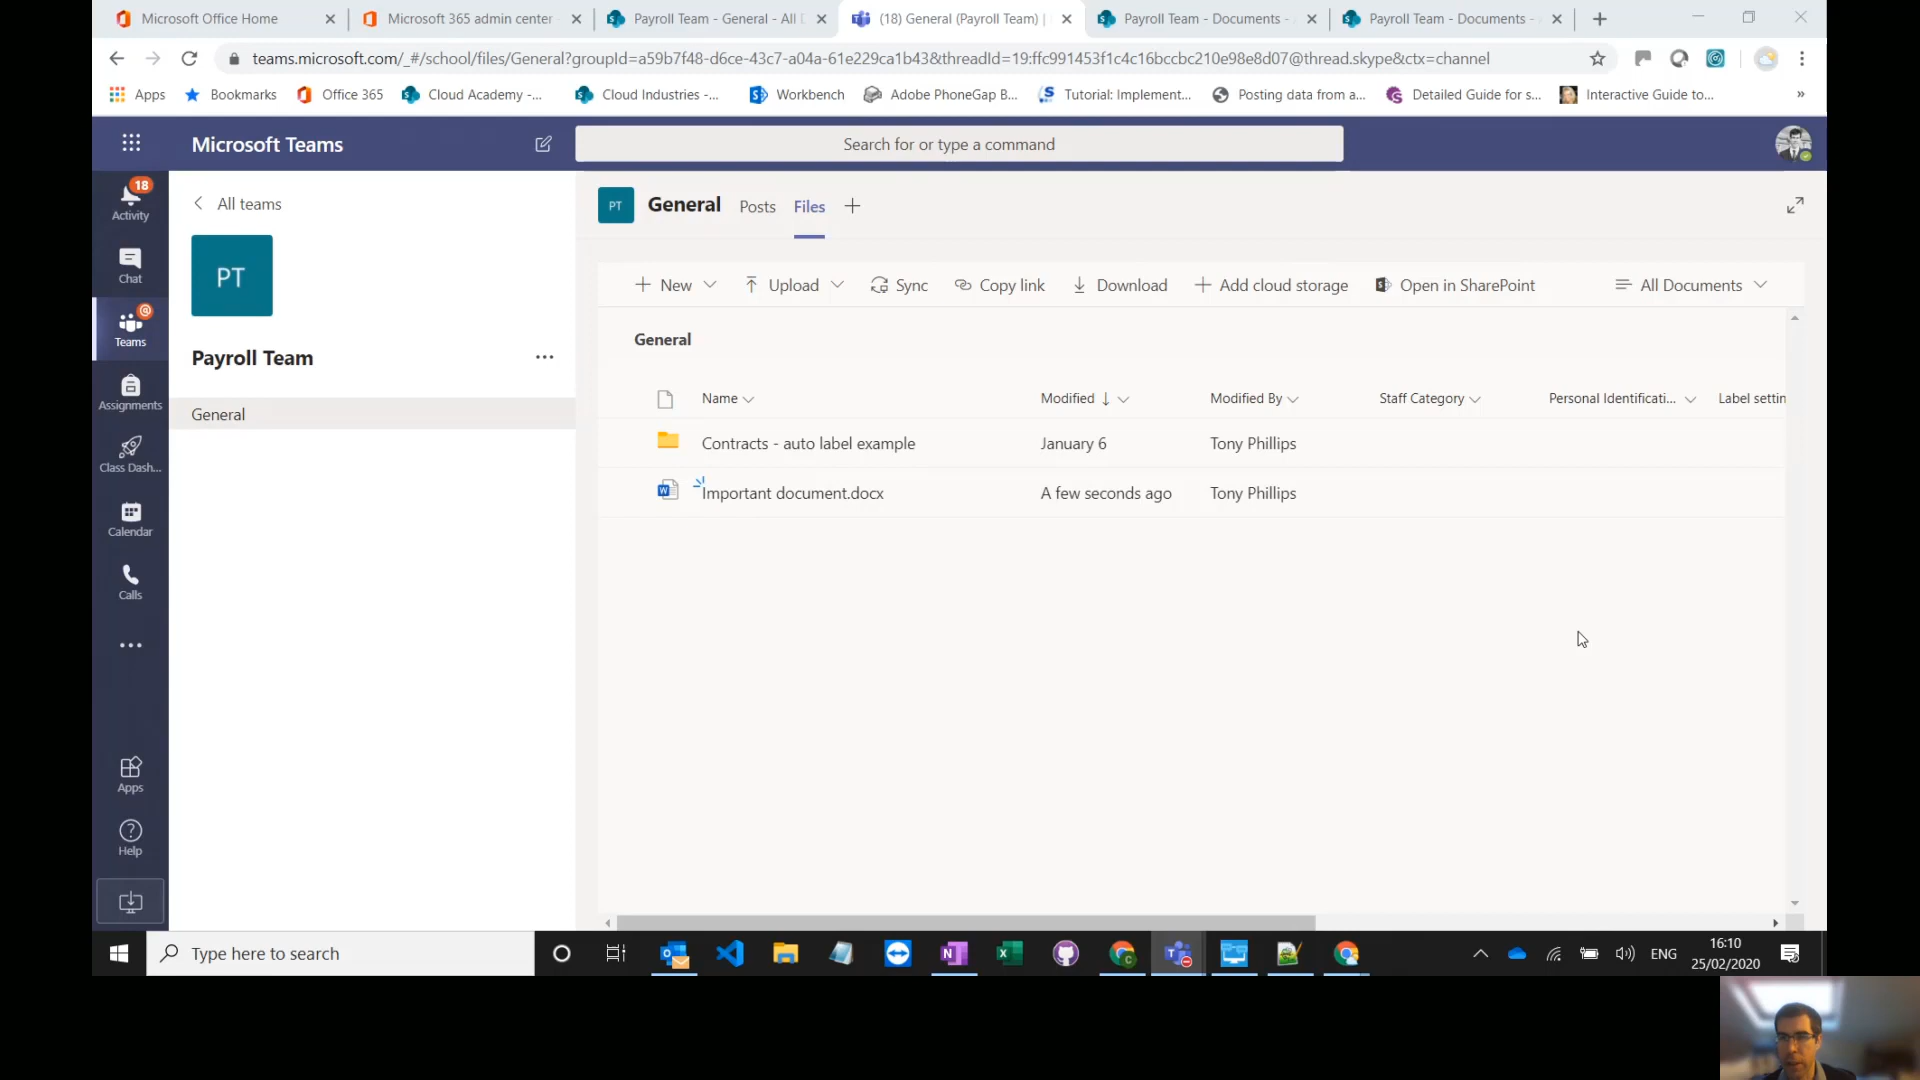 Microsoft Office Home
Microsoft 365 admin center
Payroll Team - General - All D
(18) General (Payroll Team) |
Payroll Team - Documents -
Payroll Team - Documents -
teams.microsoft.com/_#/school/files/General?groupId=a59b7f48-d6ce-43c7-a04a-61e229ca1b43&threadId=19:ffc991453f1c4c16bccbc210e98e8d07@thread.skype&ctx=channel
Apps
Bookmarks
Office 365
Cloud Academy -...
Cloud Industries -...
Workbench
Adobe PhoneGap B...
Tutorial: Implement...
Posting data from a...
Detailed Guide for s...
Interactive Guide to...
»
Microsoft Teams
Search for or type a command
18
Activity
Chat
Teams
Assignments
Class Dash...
Calendar
Calls
Apps
Help
All teams
PT
Payroll Team
General
PT
General
Posts
Files
New
Upload
Sync
Copy link
Download
Add cloud storage
Open in SharePoint
All Documents
General
Name
Modified
Modified By
Staff Category
Personal Identificati...
Label settin
Contracts - auto label example
January 6
Tony Phillips
Important document.docx
A few seconds ago
Tony Phillips
Type here to search
ENG
16:10
25/02/2020